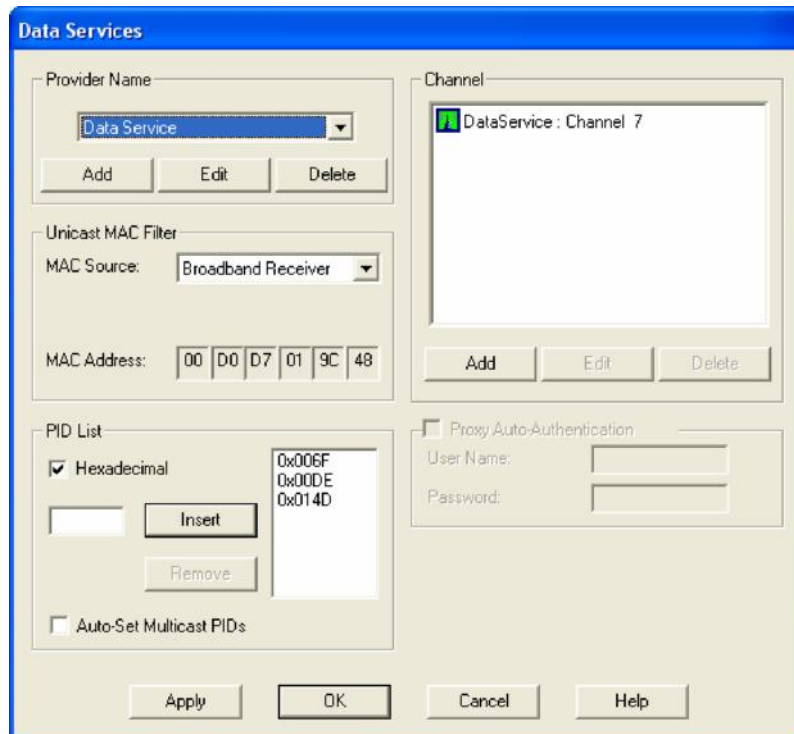 Data Services
Provider Name
Data Service
Add Edit Delete
Unicast MAC Filter
MAC Source: Broadband Receiver
MAC Address: 00 D0 D7 01 9C 48
PID List
Hexadecimal
0x006F
0x00DE
0x014D
Insert
Remove
Auto-Set Multicast PIDs
Channel
DataService : Channel 7
Add Edit Delete
Proxy Auto-Authentication
User Name:
Password:
Apply OK Cancel Help